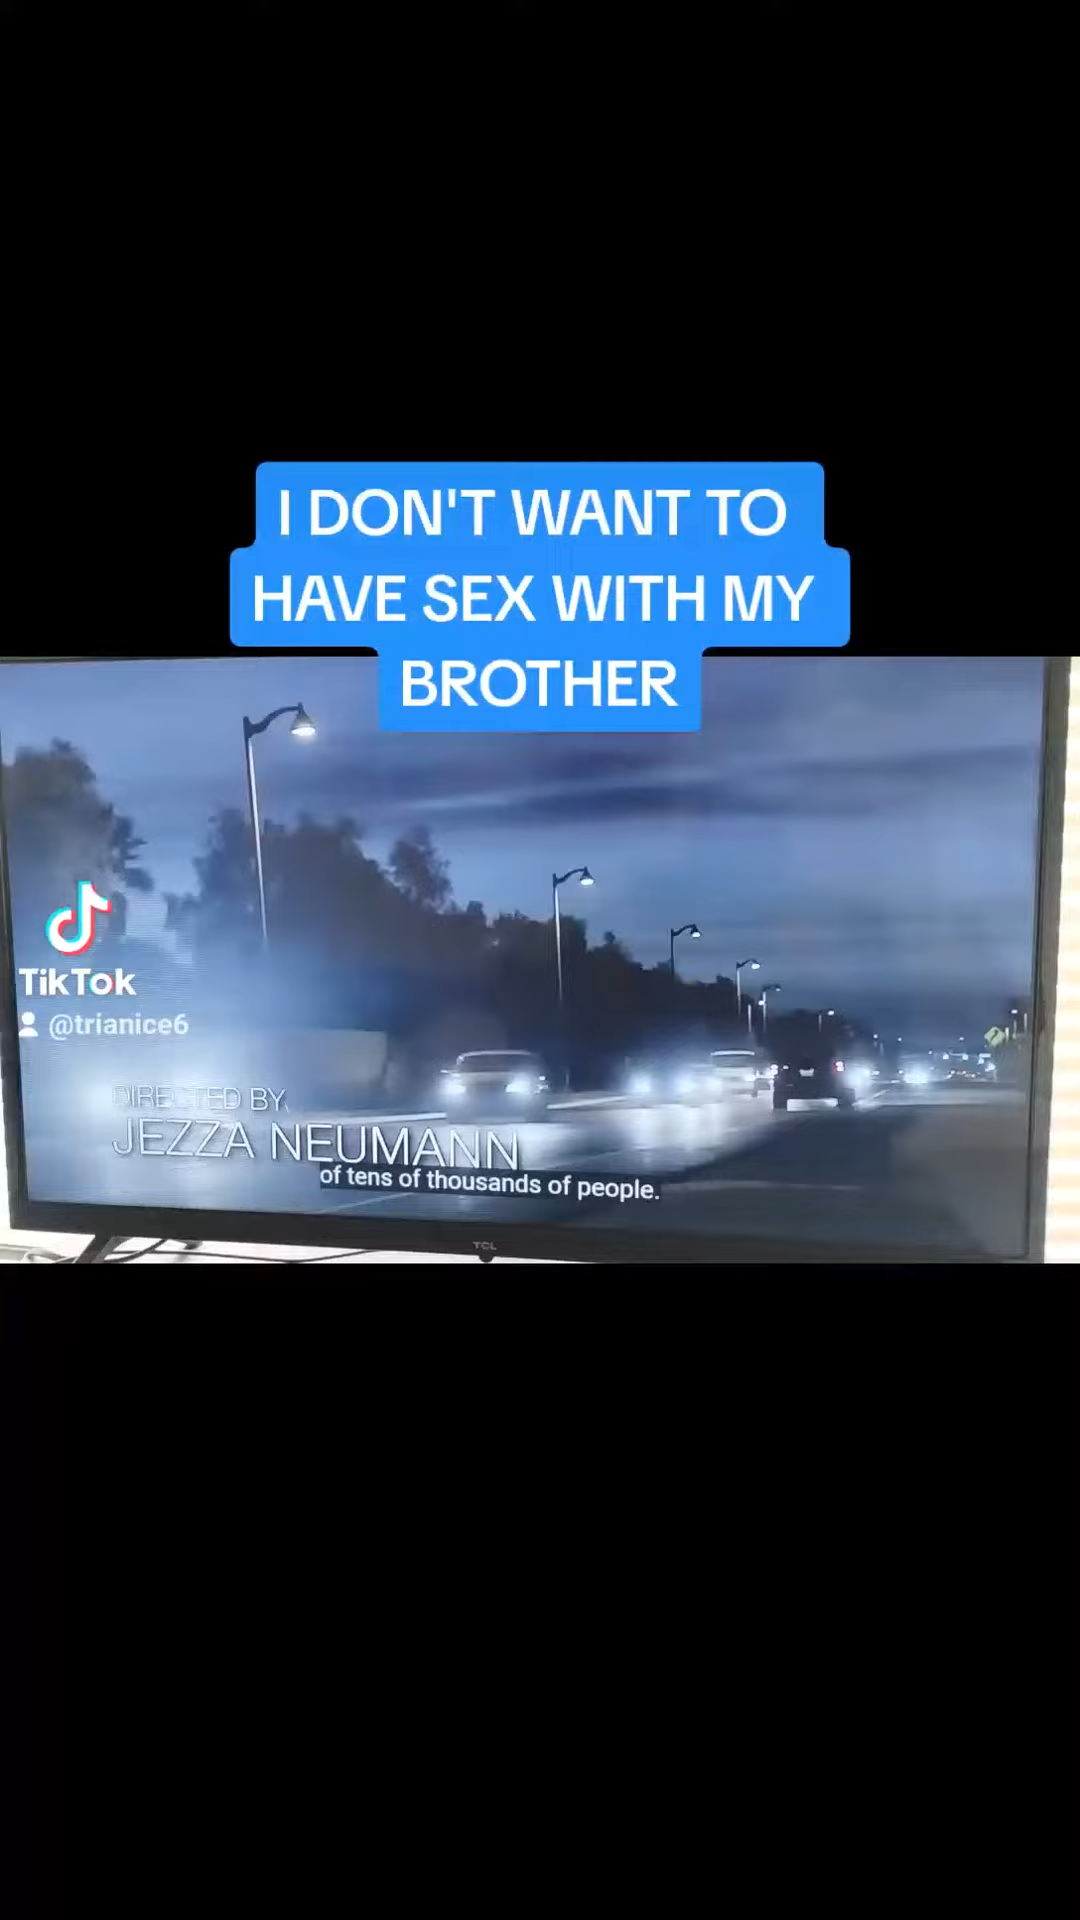 I DON'T WANT TO
HAVE SEX WITH MY
BROTHER
TikTok
@trianice6
DIRECTED BY
JEZZA NEUMANN
of tens of thousands of people.
TCL